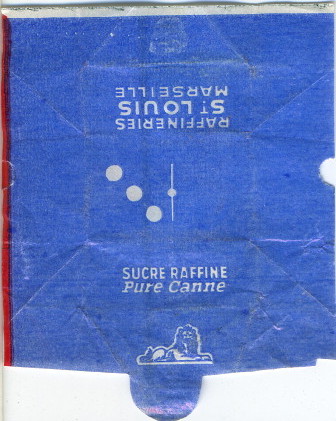 RAFFINERIES
ST LOUIS
MARSEILLE
SUCRE RAFFINE
Pure Canne